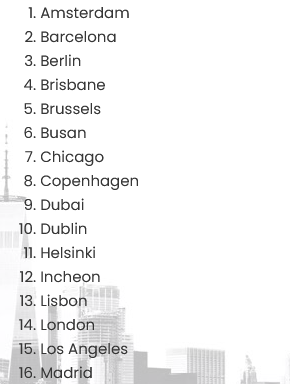 1. Amsterdam
2. Barcelona
3. Berlin
4. Brisbane
5. Brussels
6. Busan
7. Chicago
8. Copenhagen
9. Dubai
10. Dublin
11. Helsinki
12. Incheon
13. Lisbon
14. London
15. Los Angeles
16. Madrid